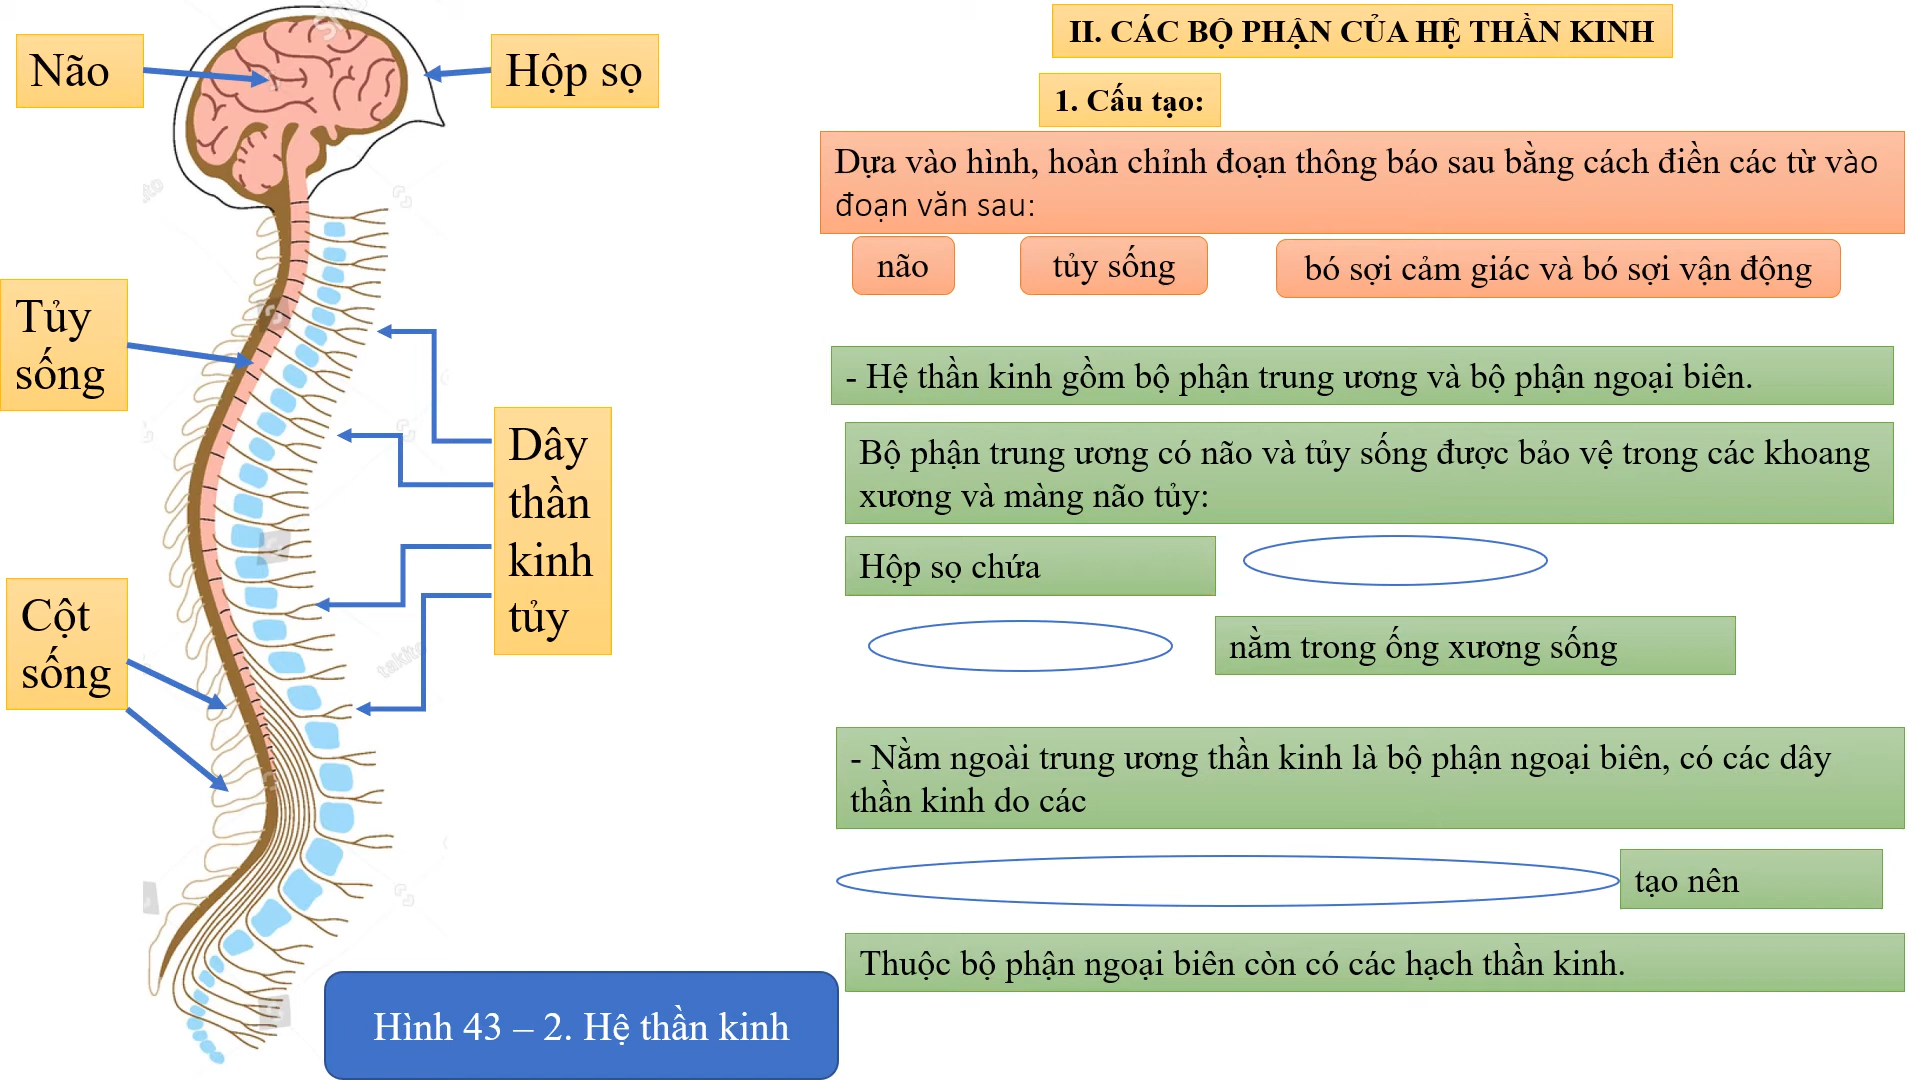 Não
Hộp sọ
Tủy
sống
Dây
thần
kinh
tủy
Cột
sống
Hình 43 – 2. Hệ thần kinh
II. CÁC BỘ PHẬN CỦA HỆ THẦN KINH
1. Cấu tạo:
Dựa vào hình, hoàn chỉnh đoạn thông báo sau bằng cách điền các từ vào
đoạn văn sau:
não
tủy sống
bó sợi cảm giác và bó sợi vận động
- Hệ thần kinh gồm bộ phận trung ương và bộ phận ngoại biên.
Bộ phận trung ương có não và tủy sống được bảo vệ trong các khoang
xương và màng não tủy:
Hộp sọ chứa
nằm trong ống xương sống
- Nằm ngoài trung ương thần kinh là bộ phận ngoại biên, có các dây
thần kinh do các
tạo nên
Thuộc bộ phận ngoại biên còn có các hạch thần kinh.